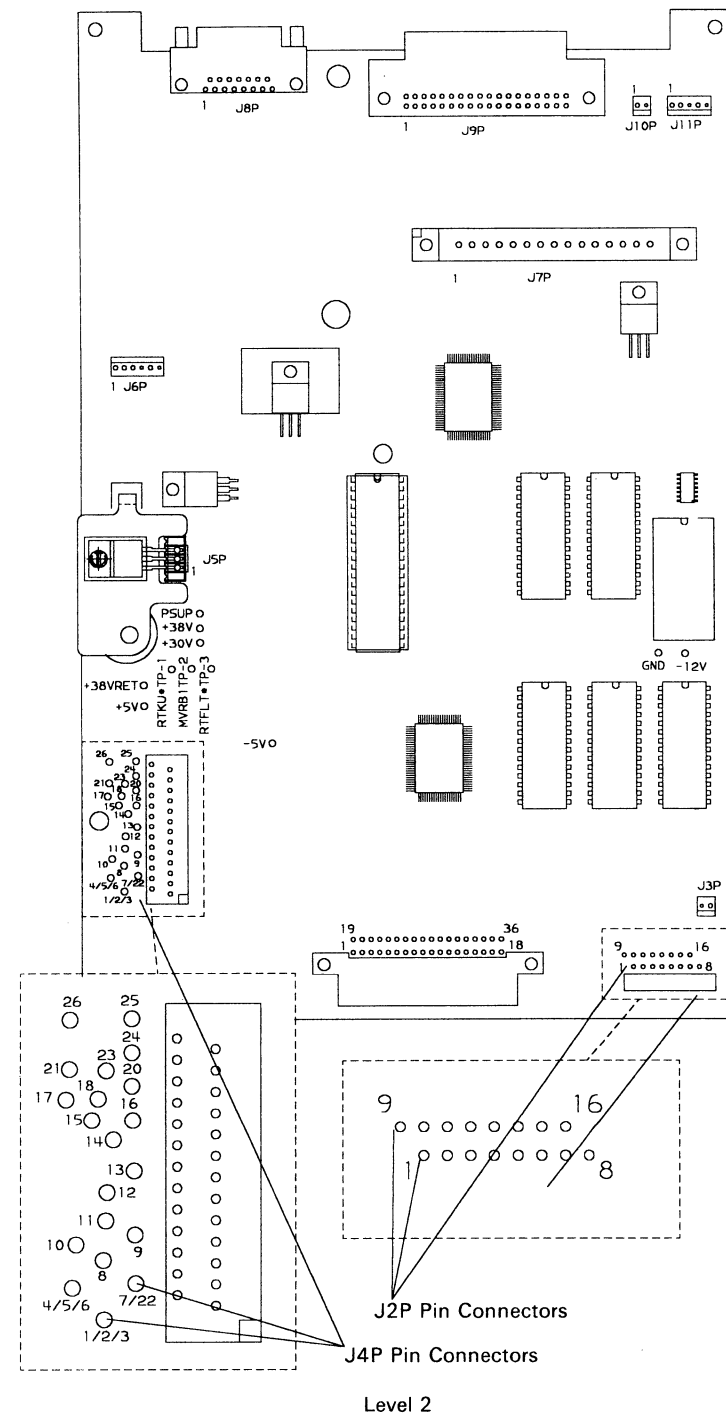 1 J8P
1 J9P
1 J10P
1 J11P
1 J7P
1 J6P
J5P
1
PSUP
+38V
+30V
+38VRET
+5V
RTKU*TP-1
MVRB1TP-2
RTFLT*TP-3
GND -12V
-5V
26 25
24
21 23 20
17 18 16
15
14
13
12
11
10 9
8
4/5/6 7/22
1/2/3
J3P
19 36
1 18
9 16
1 8
26 25
24
21 23 20
17 18 16
15
14
13
12
11
10 9
8
4/5/6 7/22
1/2/3
9 16
1 8
J2P Pin Connectors
J4P Pin Connectors
Level 2